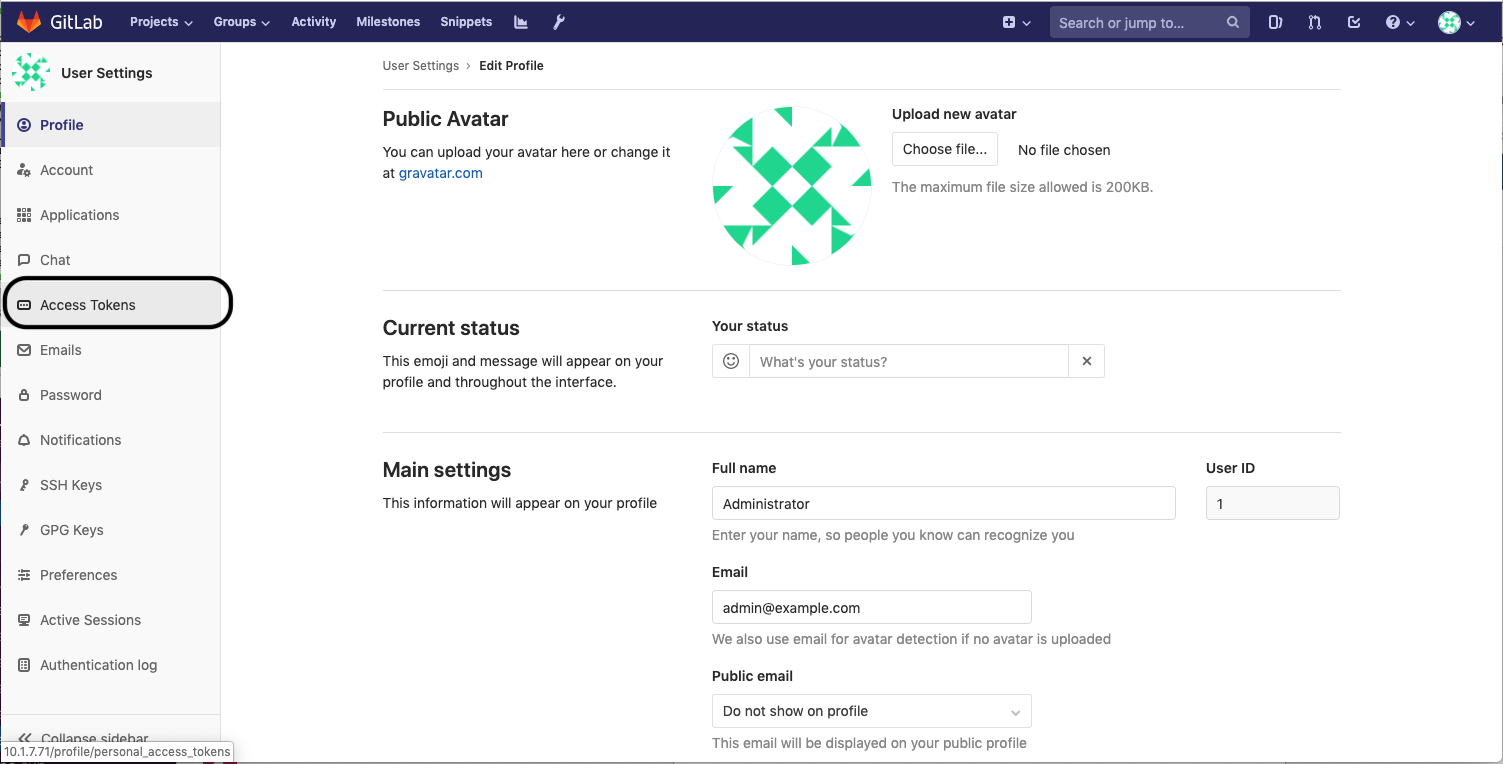 GitLab Projects Groups Activity Milestones Snippets Search or jump to...
User Settings
Profile
Account
Applications
Chat
Access Tokens
Emails
Password
Notifications
SSH Keys
GPG Keys
Preferences
Active Sessions
Authentication log
Collapse sidebar
10.1.7.71/profile/personal_access_tokens
User Settings › Edit Profile
Public Avatar
You can upload your avatar here or change it
at gravatar.com
Upload new avatar
Choose file... No file chosen
The maximum file size allowed is 200KB.
Current status
This emoji and message will appear on your
profile and throughout the interface.
Your status
What's your status?
Main settings
This information will appear on your profile
Full name
Administrator
Enter your name, so people you know can recognize you
User ID
1
Email
admin@example.com
We also use email for avatar detection if no avatar is uploaded
Public email
Do not show on profile
This email will be displayed on your public profile